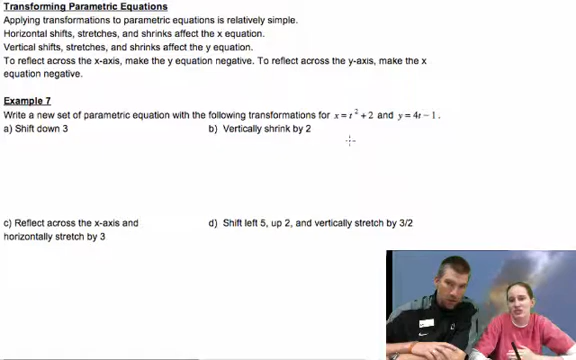 Transforming Parametric Equations
Applying transformations to parametric equations is relatively simple.
Horizontal shifts, stretches, and shrinks affect the x equation.
Vertical shifts, stretches, and shrinks affect the y equation.
To reflect across the x-axis, make the y equation negative. To reflect across the y-axis, make the x
equation negative.
Example 7
Write a new set of parametric equation with the following transformations for x = t² + 2 and y = 4t − 1.
a) Shift down 3 b) Vertically shrink by 2
c) Reflect across the x-axis and d) Shift left 5, up 2, and vertically stretch by 3/2
horizontally stretch by 3